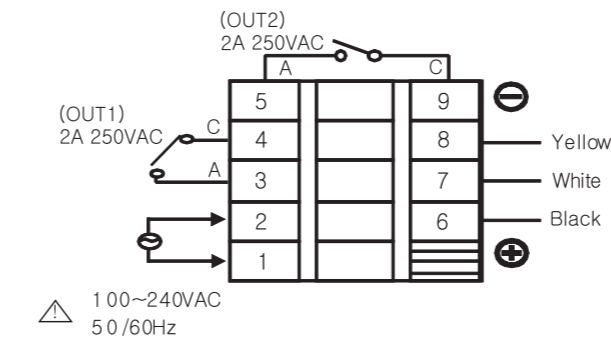 (OUT2)
2A 250VAC
A C
5 9
(OUT1)
2A 250VAC
C
4 8 Yellow
A
3 7 White
2 6 Black
1
100~240VAC
50/60Hz